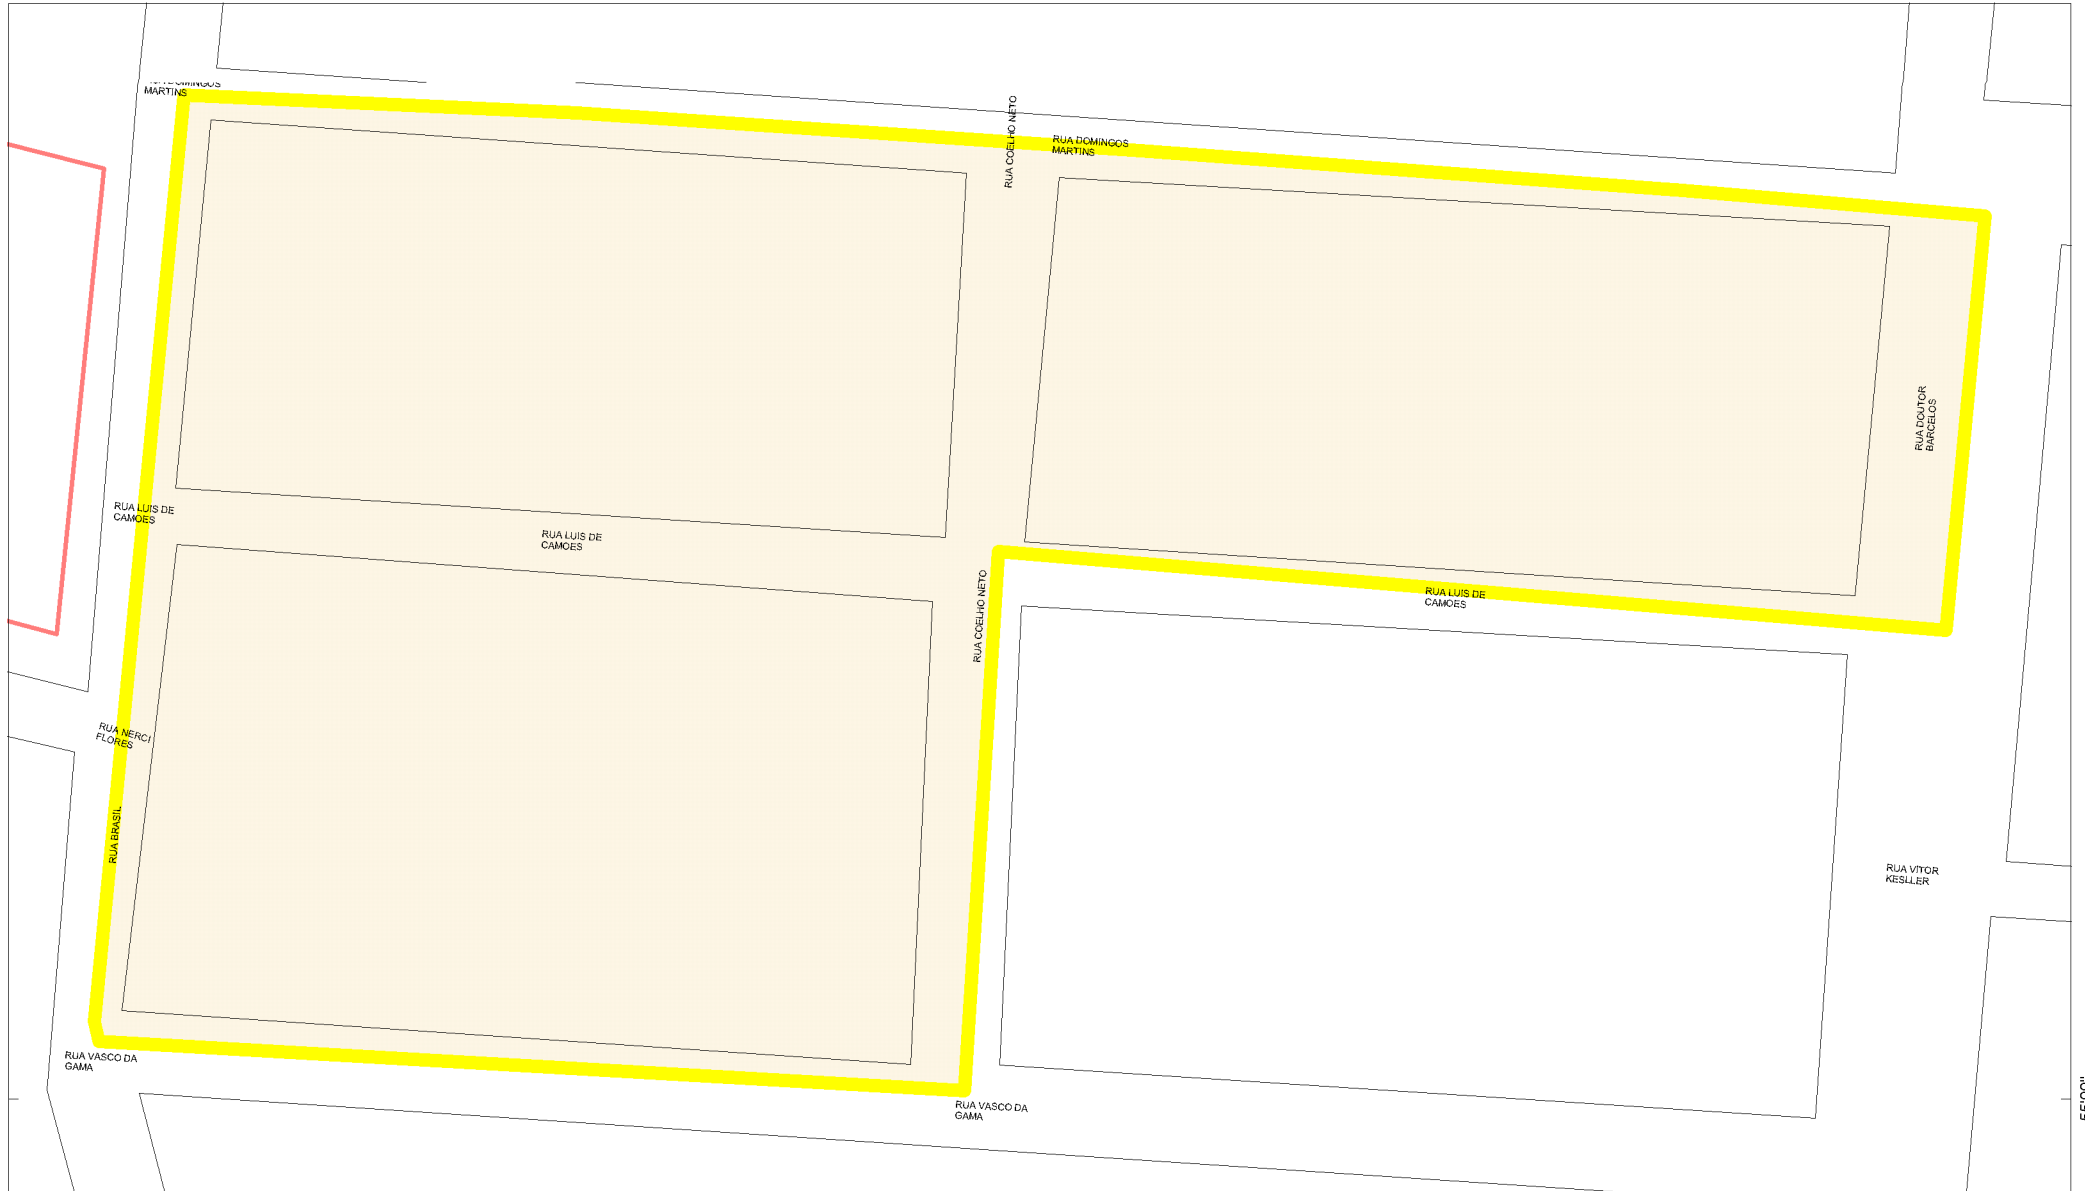 MARTINS
RUA COELHO NETO
RUA DOMINGOS
MARTINS
RUA DOUTOR
BARCELOS
RUA LUIS DE
CAMOES
RUA LUIS DE
CAMOES
RUA COELHO NETO
RUA LUIS DE
CAMOES
RUA NERCI
FLORES
RUA BRASIL
RUA VITOR
KESLLER
RUA VASCO DA
GAMA
RUA VASCO DA
GAMA